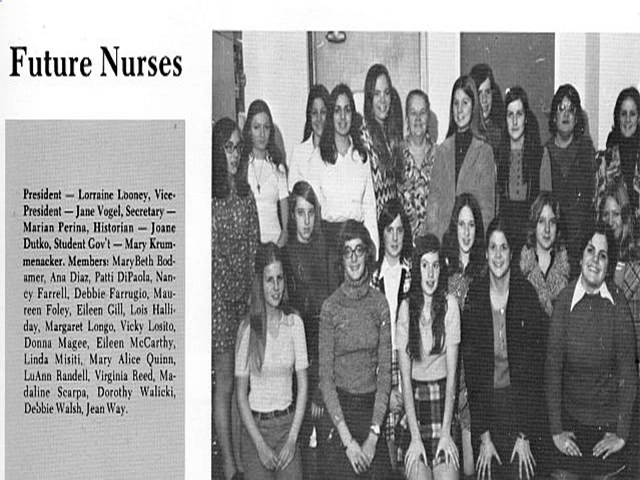 Future Nurses
President — Lorraine Looney, Vice-
President — Jane Vogel, Secretary —
Marian Perina, Historian — Joane
Dutko, Student Gov't — Mary Krum-
menacker. Members: MaryBeth Bod-
amer, Ana Diaz, Patti DiPaola, Nan-
cy Farrell, Debbie Farrugio, Mau-
reen Foley, Eileen Gill, Lois Halli-
day, Margaret Longo, Vicky Losito,
Donna Magee, Eileen McCarthy,
Linda Misiti, Mary Alice Quinn,
LuAnn Randell, Virginia Reed, Ma-
daline Scarpa, Dorothy Walicki,
Debbie Walsh, Jean Way.